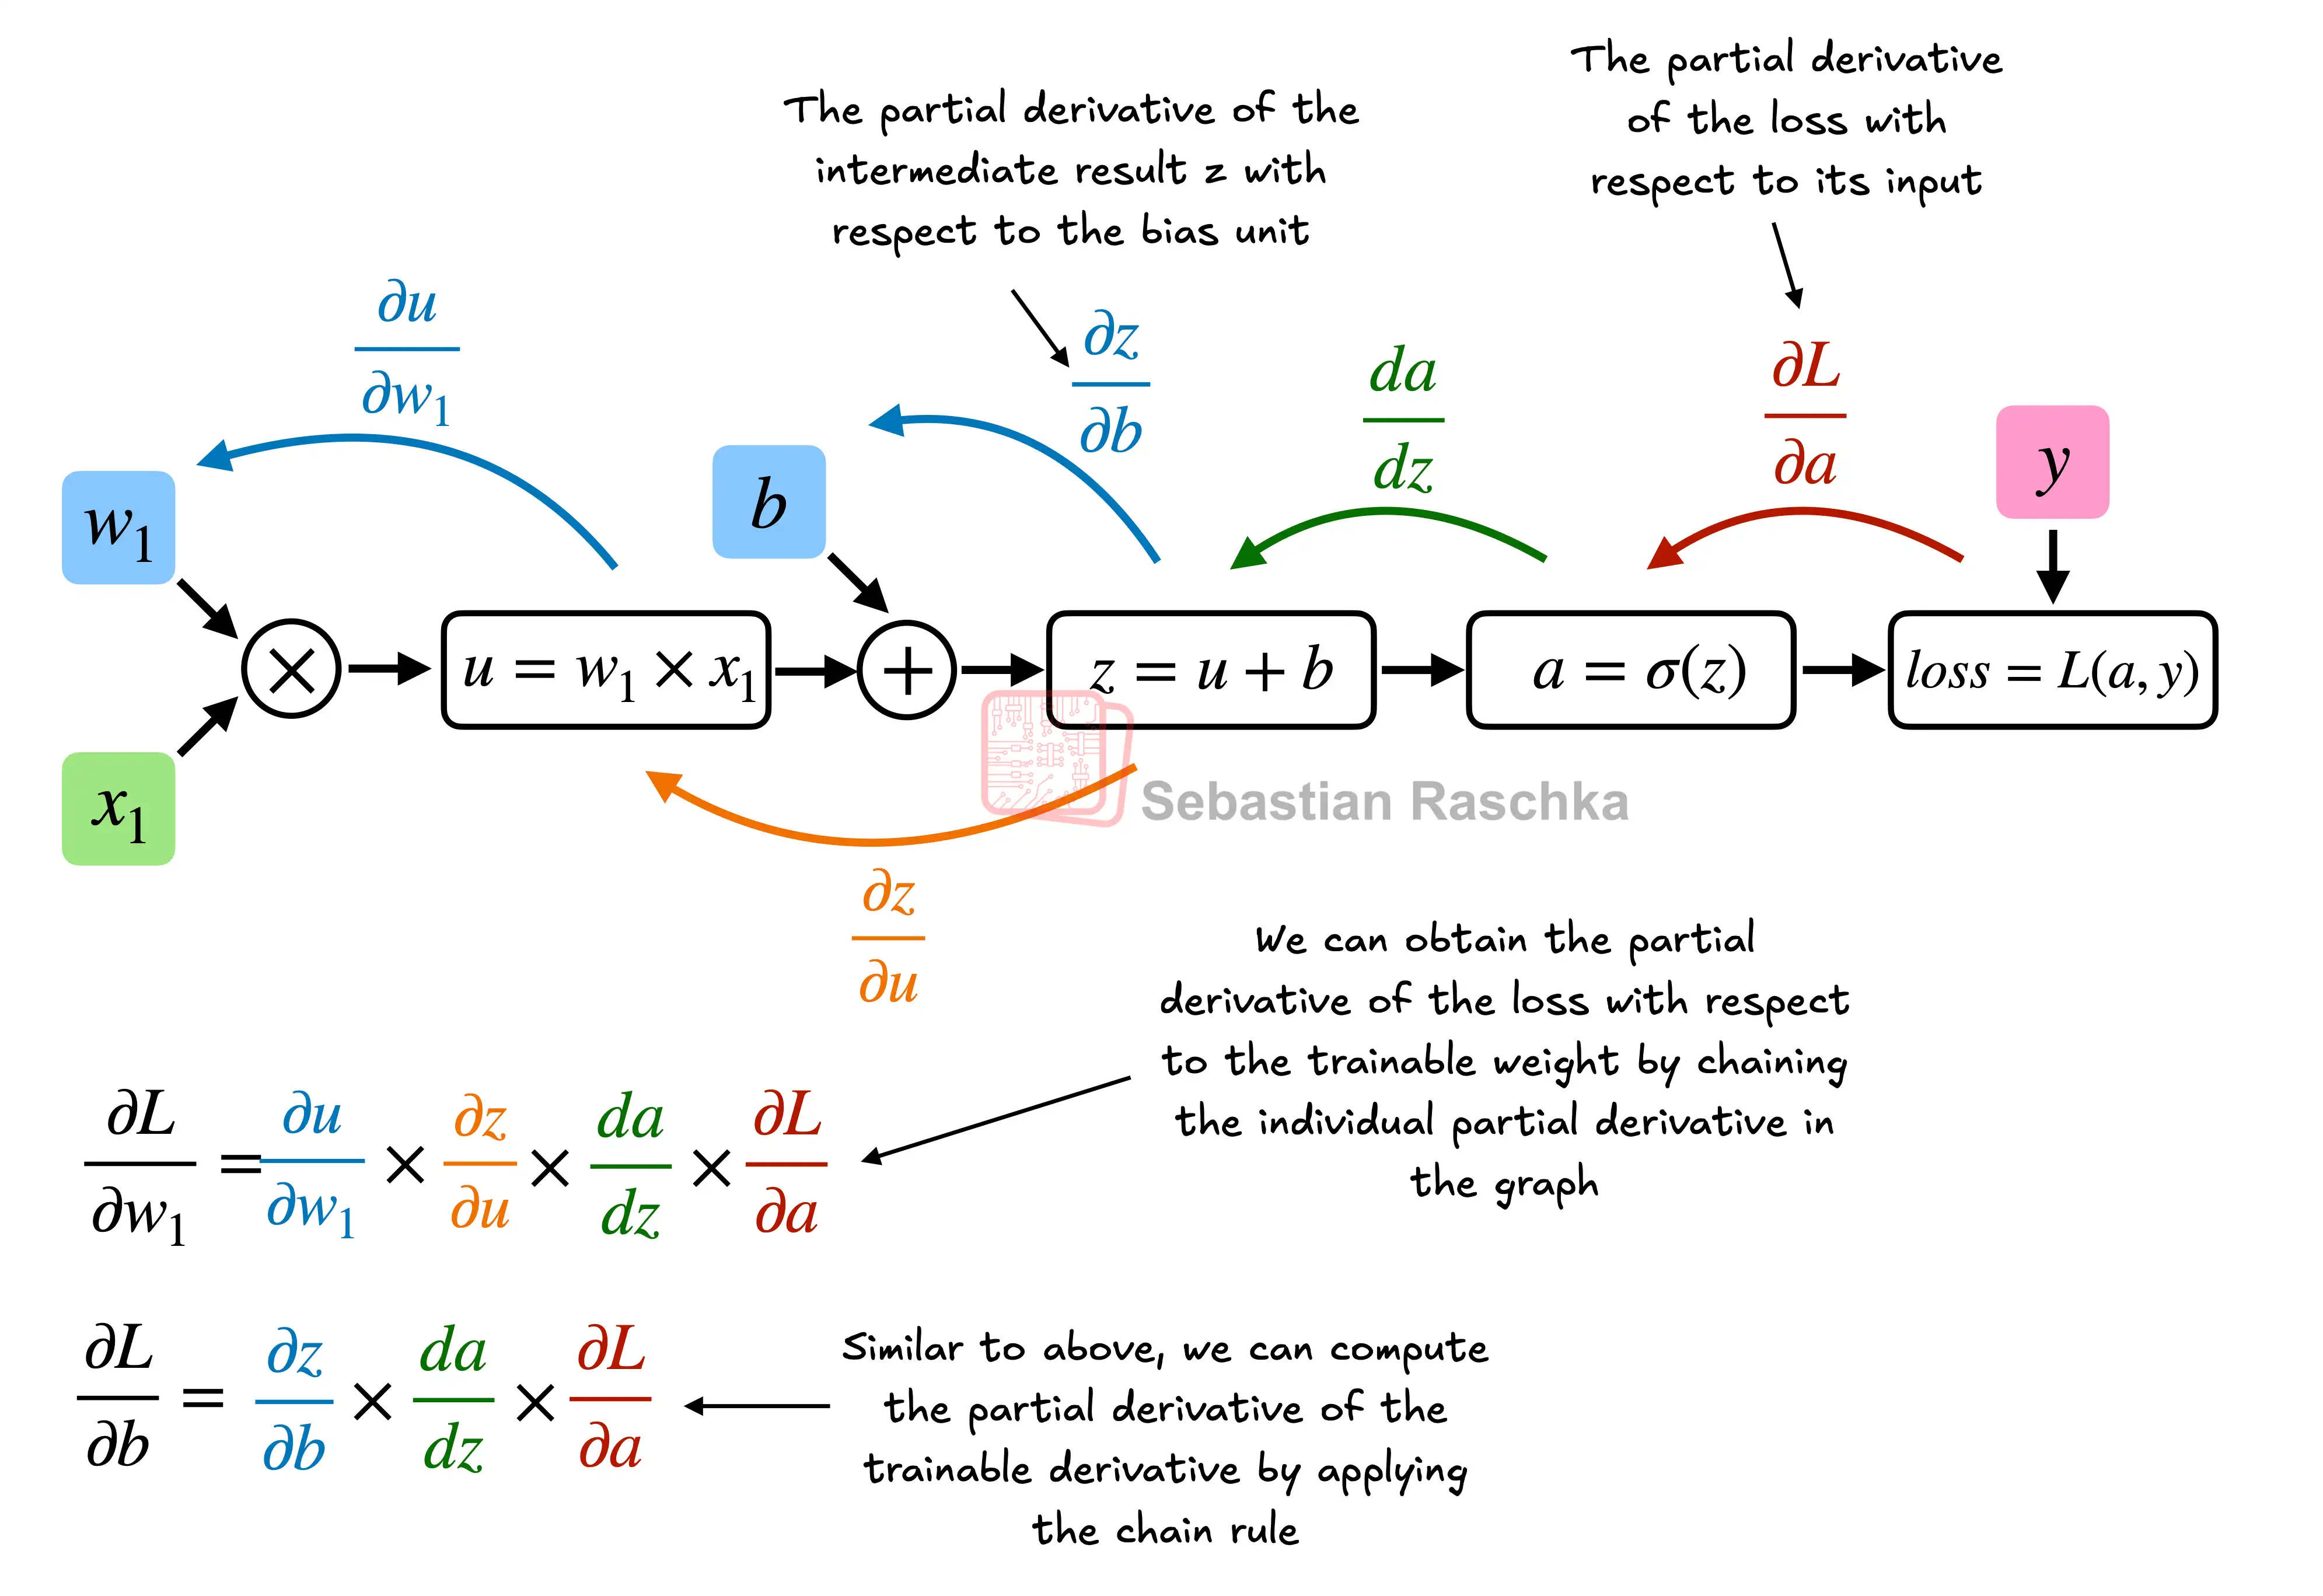 The partial derivative
of the loss with
respect to its input
The partial derivative of the
intermediate result z with
respect to the bias unit
∂u
∂w₁
∂z
∂b
da
dz
∂L
∂a
w₁
b
y
×
u = w₁ × x₁
+
z = u + b
a = σ(z)
loss = L(a, y)
x₁
Sebastian Raschka
∂z
∂u
We can obtain the partial
derivative of the loss with respect
to the trainable weight by chaining
the individual partial derivative in
the graph
∂L/∂w₁ = ∂u/∂w₁ × ∂z/∂u × da/dz × ∂L/∂a
∂L/∂b = ∂z/∂b × da/dz × ∂L/∂a
Similar to above, we can compute
the partial derivative of the
trainable derivative by applying
the chain rule